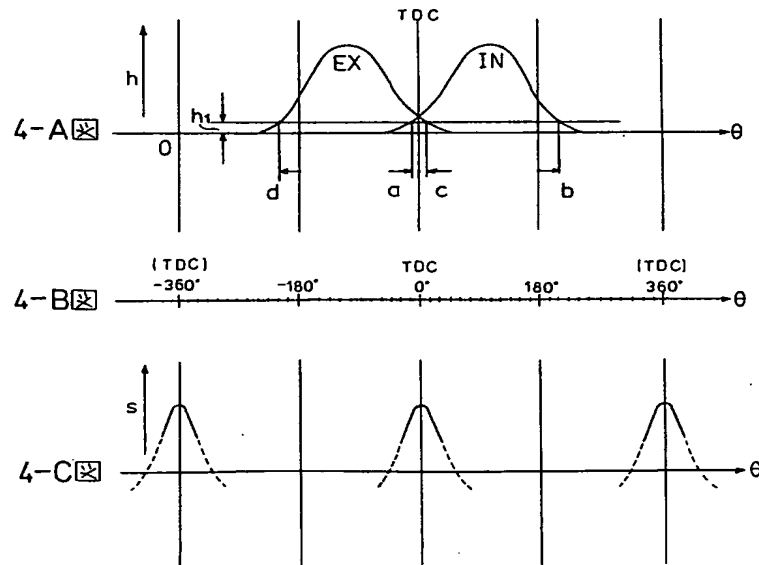 TDC
h
EX
IN
h1
4-A図
0
θ
d
a
c
b
(TDC)
TDC
(TDC)
-360°
-180°
0°
180°
360°
4-B図
θ
s
4-C図
θ